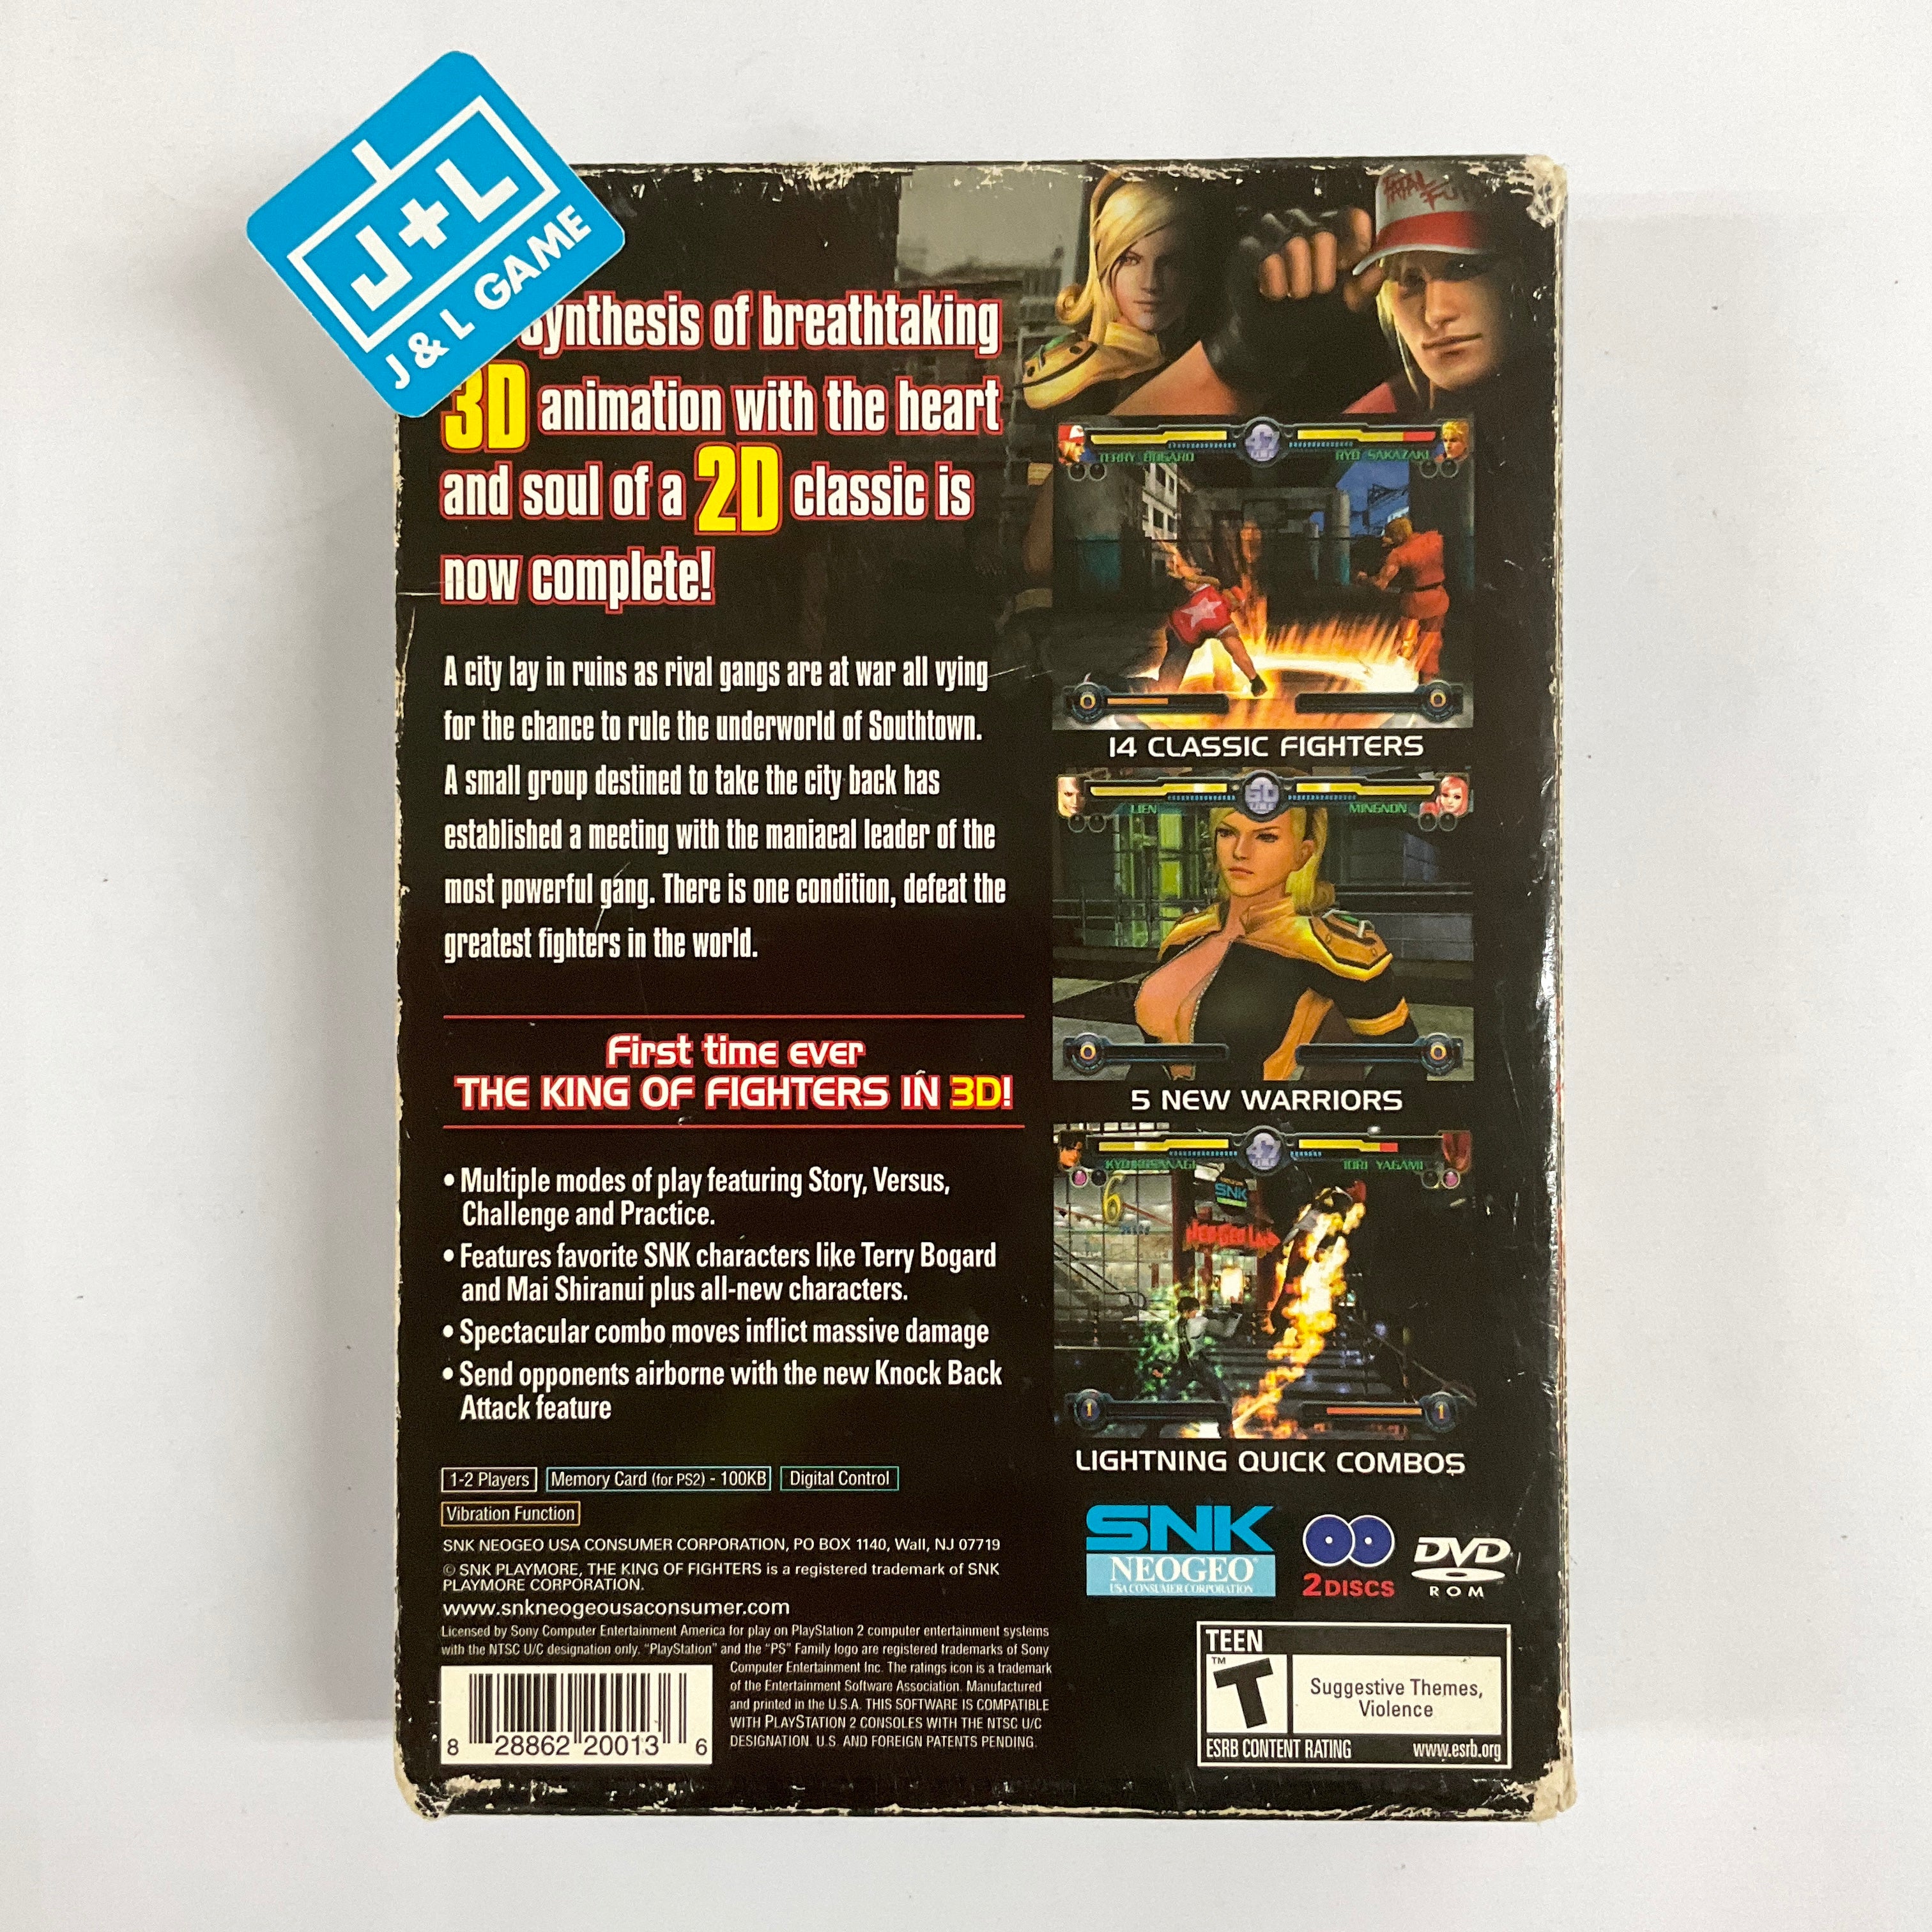 J+L
J & L GAME
FATAL
synthesis of breathtaking
3D animation with the heart
and soul of a 2D classic is
now complete!
A city lay in ruins as rival gangs are at war all vying
for the chance to rule the underworld of Southtown.
A small group destined to take the city back has
established a meeting with the maniacal leader of the
most powerful gang. There is one condition, defeat the
greatest fighters in the world.
First time ever
THE KING OF FIGHTERS IN 3D!
• Multiple modes of play featuring Story, Versus,
Challenge and Practice.
• Features favorite SNK characters like Terry Bogard
and Mai Shiranui plus all-new characters.
• Spectacular combo moves inflict massive damage
• Send opponents airborne with the new Knock Back
Attack feature
47
TERRY BOGARD RYO SAKAZAKI
14 CLASSIC FIGHTERS
60
LIEN MINGNON
5 NEW WARRIORS
47
KYO KUSANAGI IORI YAGAMI
6
SNK
NEOGEO LAND
1 1
LIGHTNING QUICK COMBOS
1-2 Players Memory Card (for PS2) - 100KB Digital Control
Vibration Function
SNK NEOGEO USA CONSUMER CORPORATION, PO BOX 1140, Wall, NJ 07719
© SNK PLAYMORE, THE KING OF FIGHTERS is a registered trademark of SNK
PLAYMORE CORPORATION.
www.snkneogeousaconsumer.com
Licensed by Sony Computer Entertainment America for play on PlayStation 2 computer entertainment systems
with the NTSC U/C designation only. "PlayStation" and the "PS" Family logo are registered trademarks of Sony
Computer Entertainment Inc. The ratings icon is a trademark
of the Entertainment Software Association. Manufactured
and printed in the U.S.A. THIS SOFTWARE IS COMPATIBLE
WITH PLAYSTATION 2 CONSOLES WITH THE NTSC U/C
DESIGNATION. U.S. AND FOREIGN PATENTS PENDING.
8 28862 20013 6
SNK
NEOGEO®
USA CONSUMER CORPORATION
2 DISCS
DVD
ROM
TEEN
T™
Suggestive Themes,
Violence
ESRB CONTENT RATING www.esrb.org